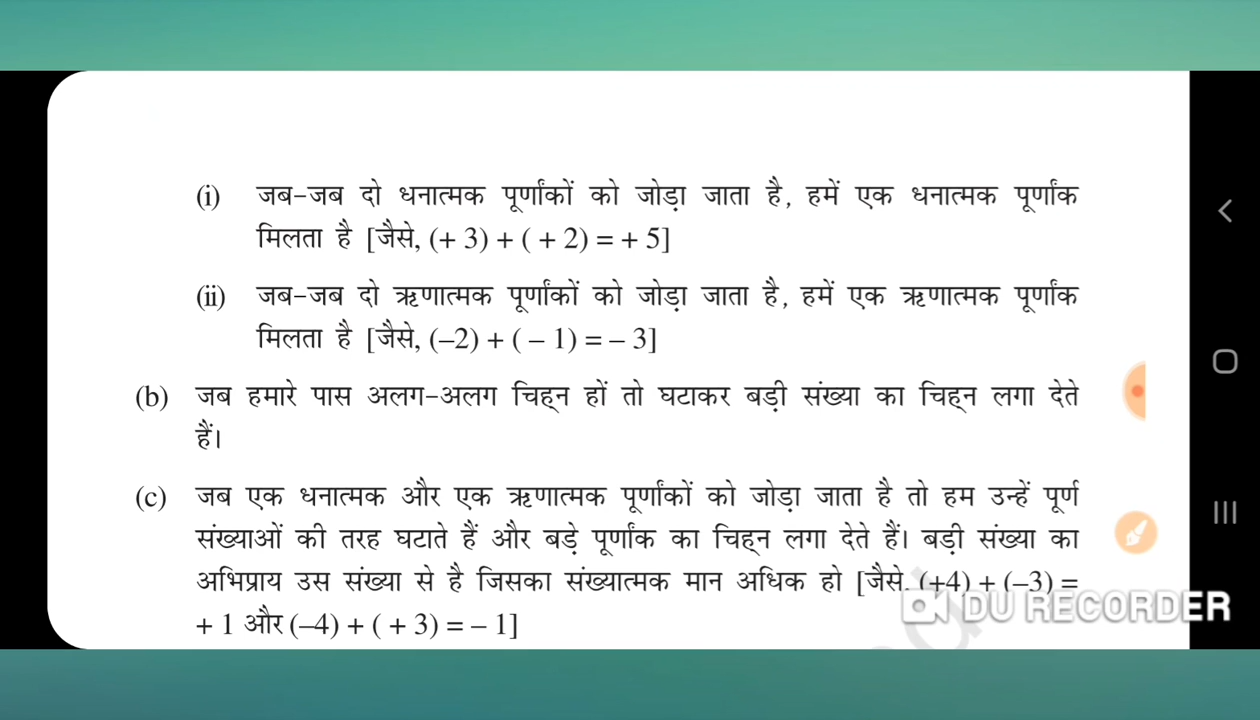 (i) जब-जब दो धनात्मक पूर्णांकों को जोड़ा जाता है, हमें एक धनात्मक पूर्णांक
मिलता है [जैसे, (+ 3) + ( + 2) = + 5]
(ii) जब-जब दो ऋणात्मक पूर्णांकों को जोड़ा जाता है, हमें एक ऋणात्मक पूर्णांक
मिलता है [जैसे, (–2) + ( – 1) = – 3]
(b) जब हमारे पास अलग-अलग चिह्न हों तो घटाकर बड़ी संख्या का चिह्न लगा देते
हैं।
(c) जब एक धनात्मक और एक ऋणात्मक पूर्णांकों को जोड़ा जाता है तो हम उन्हें पूर्ण
संख्याओं की तरह घटाते हैं और बड़े पूर्णांक का चिह्न लगा देते हैं। बड़ी संख्या का
अभिप्राय उस संख्या से है जिसका संख्यात्मक मान अधिक हो [जैसे, (+4) + (–3) =
+ 1 और (–4) + ( + 3) = – 1]
DU RECORDER